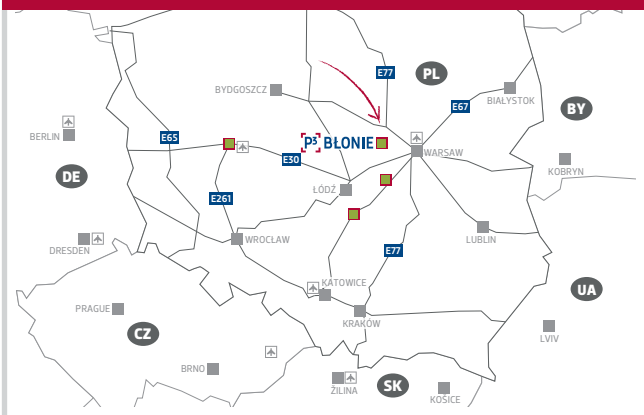 E77
PL
BYDGOSZCZ
BIAŁYSTOK
E67
BY
BERLIN
E65
P³ BŁONIE
WARSAW
E30
KOBRYN
DE
ŁÓDŹ
E261
WROCŁAW
LUBLIN
DRESDEN
E77
KATOWICE
UA
PRAGUE
KRAKÓW
CZ
LVIV
BRNO
SK
ŽILINA
KOŠICE